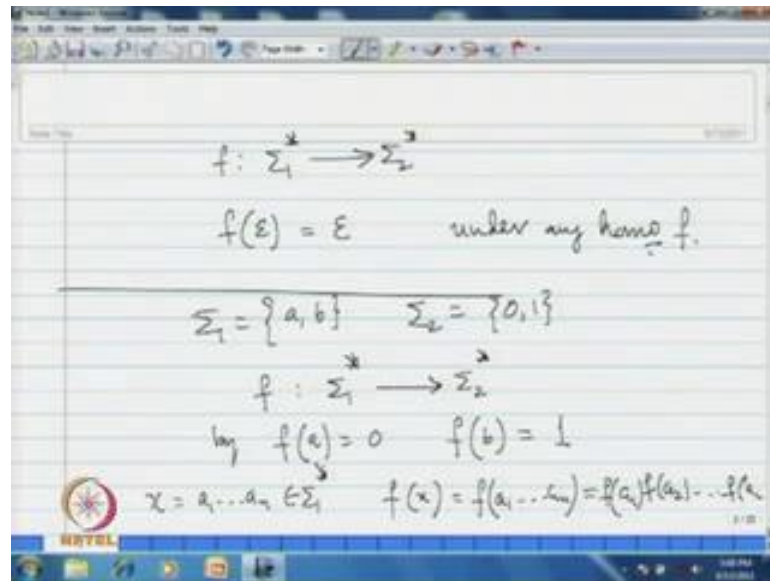 f : Σ₁* → Σ₂*
f(ε) = ε under any homo f.
Σ₁ = {a, b} Σ₂ = {0, 1}
f : Σ₁* → Σ₂*
by f(a) = 0 f(b) = 1
x = a₁...aₙ ∈ Σ₁* f(x) = f(a₁...aₙ) = f(a₁)f(a₂)...f(a
NPTEL